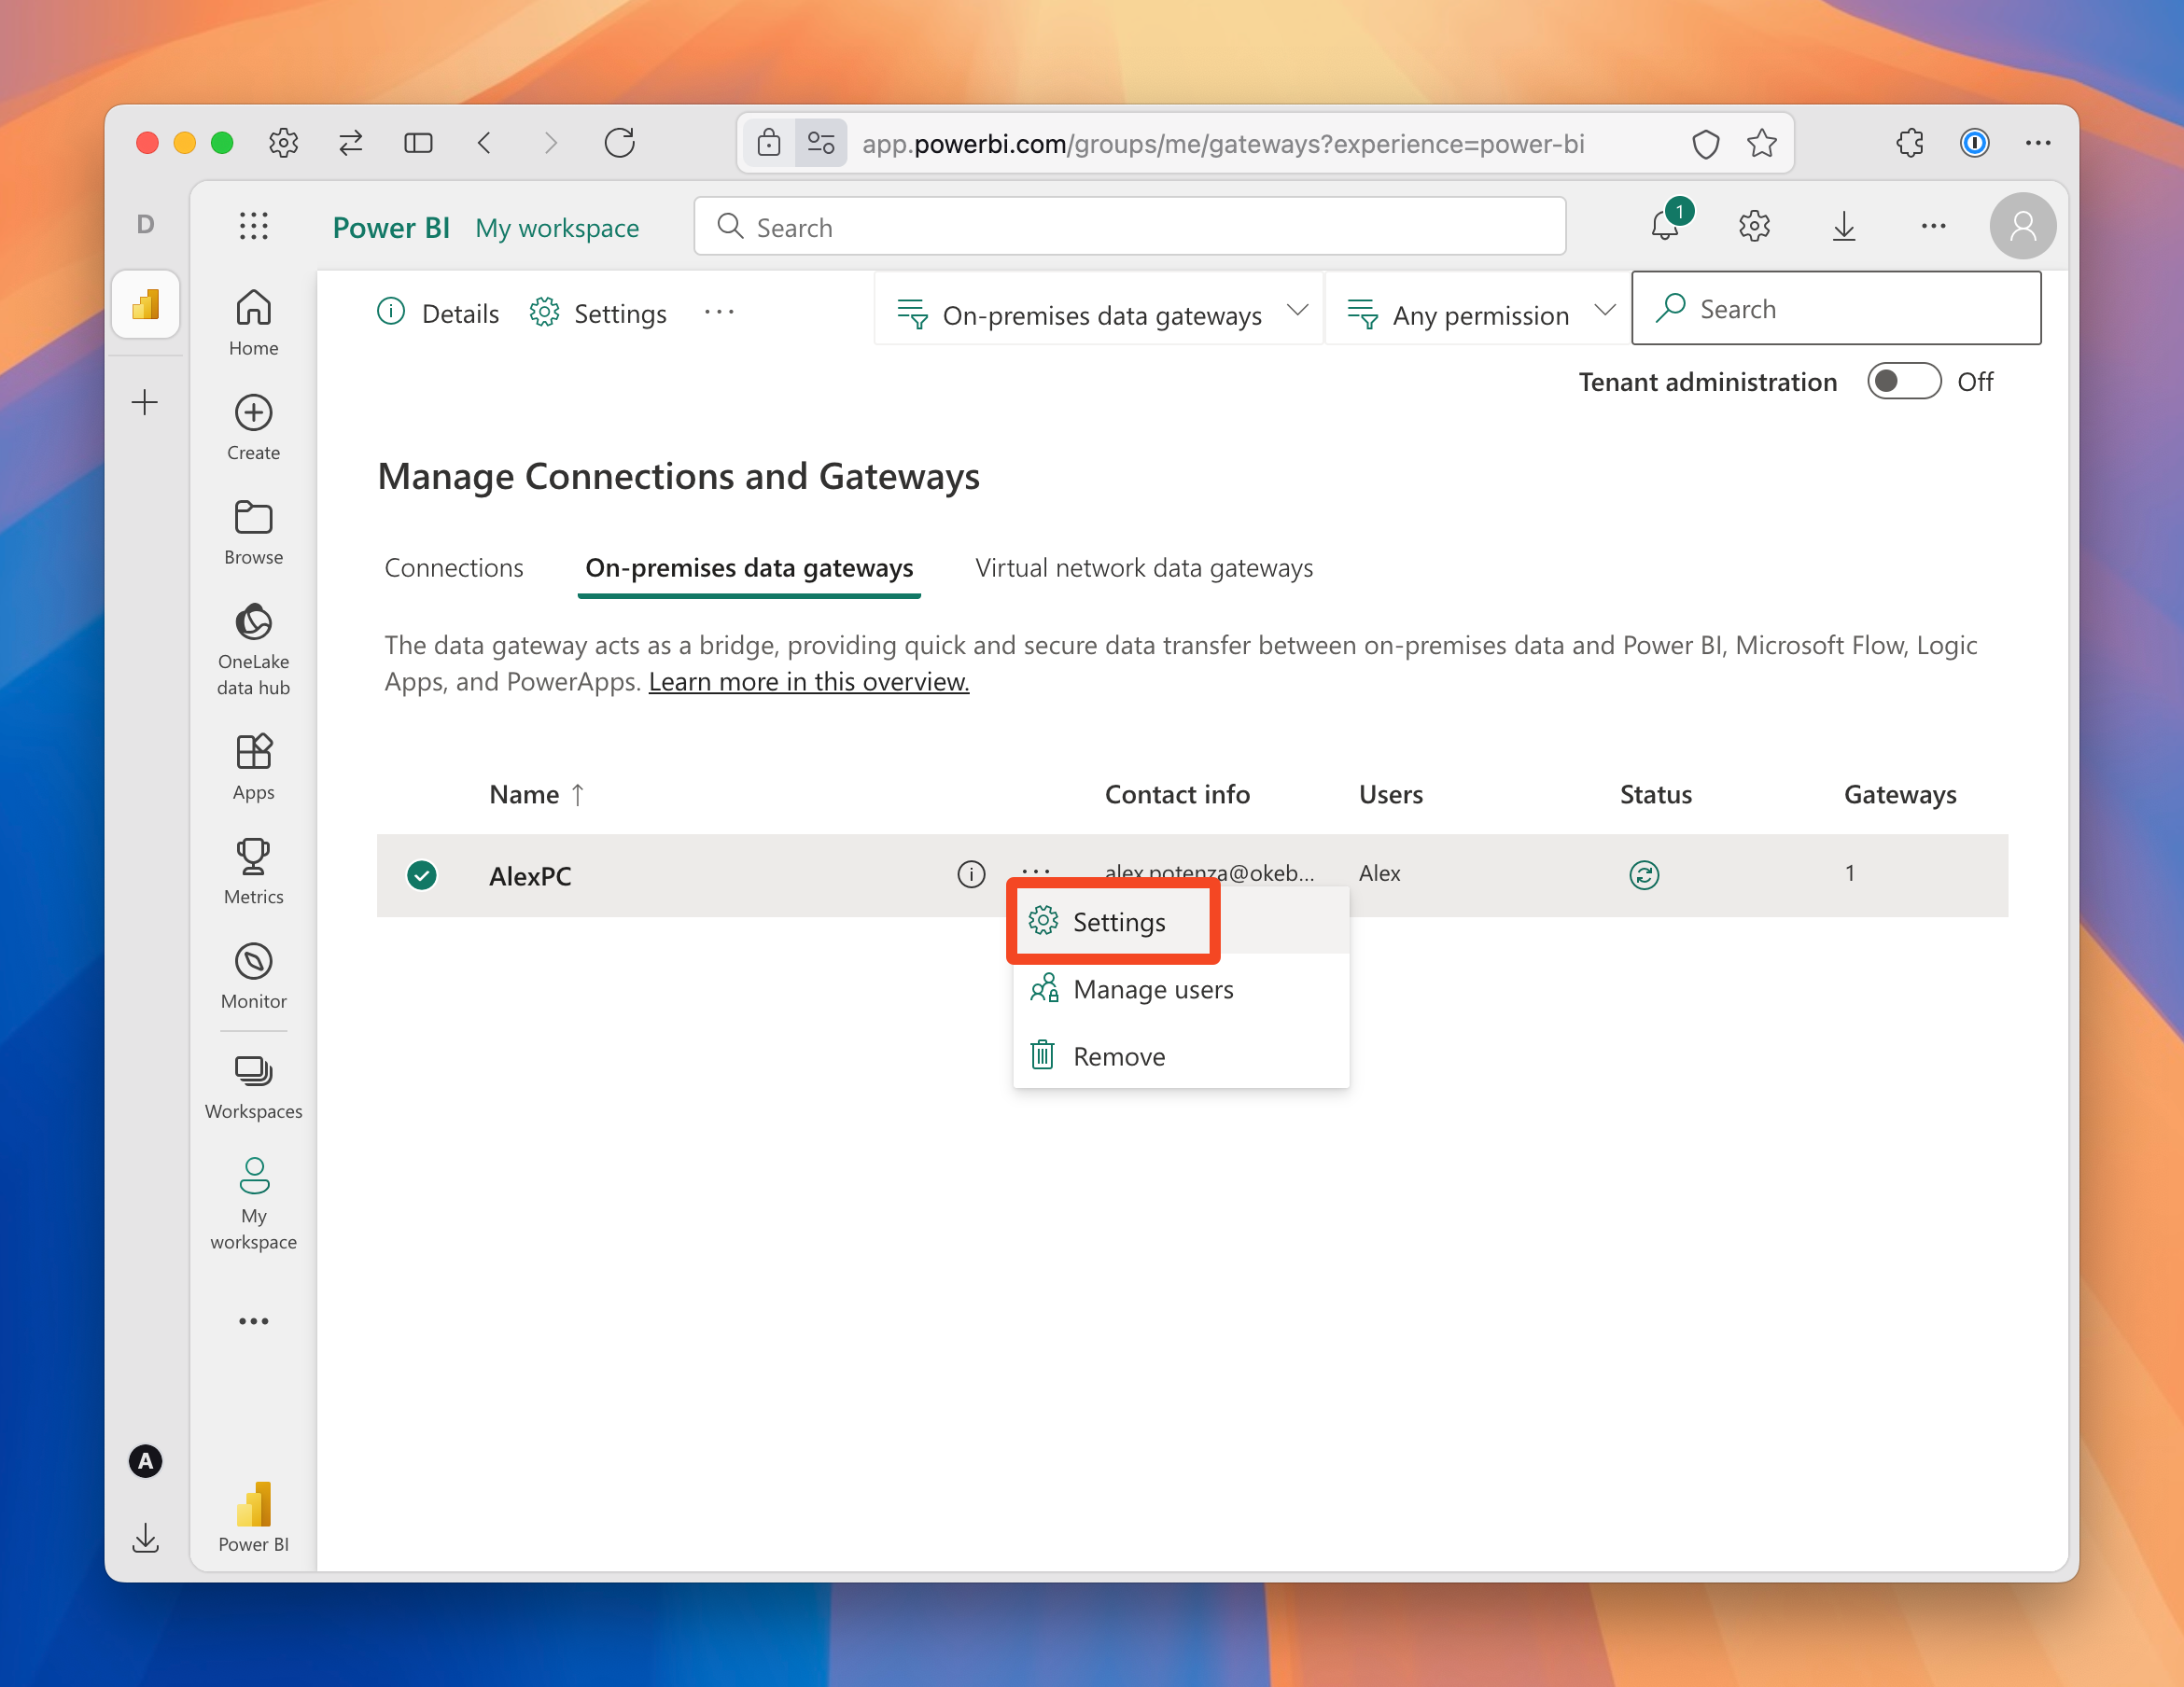 app.powerbi.com/groups/me/gateways?experience=power-bi
D
Power BI My workspace
Search
1
Home
Create
Browse
OneLake
data hub
Apps
Metrics
Monitor
Workspaces
My
workspace
A
Power BI
Details Settings
On-premises data gateways
Any permission
Search
Tenant administration Off
Manage Connections and Gateways
Connections On-premises data gateways Virtual network data gateways
The data gateway acts as a bridge, providing quick and secure data transfer between on-premises data and Power BI, Microsoft Flow, Logic
Apps, and PowerApps. Learn more in this overview.
Name ↑ Contact info Users Status Gateways
AlexPC alex.potenza@okeb... Alex 1
Settings
Manage users
Remove